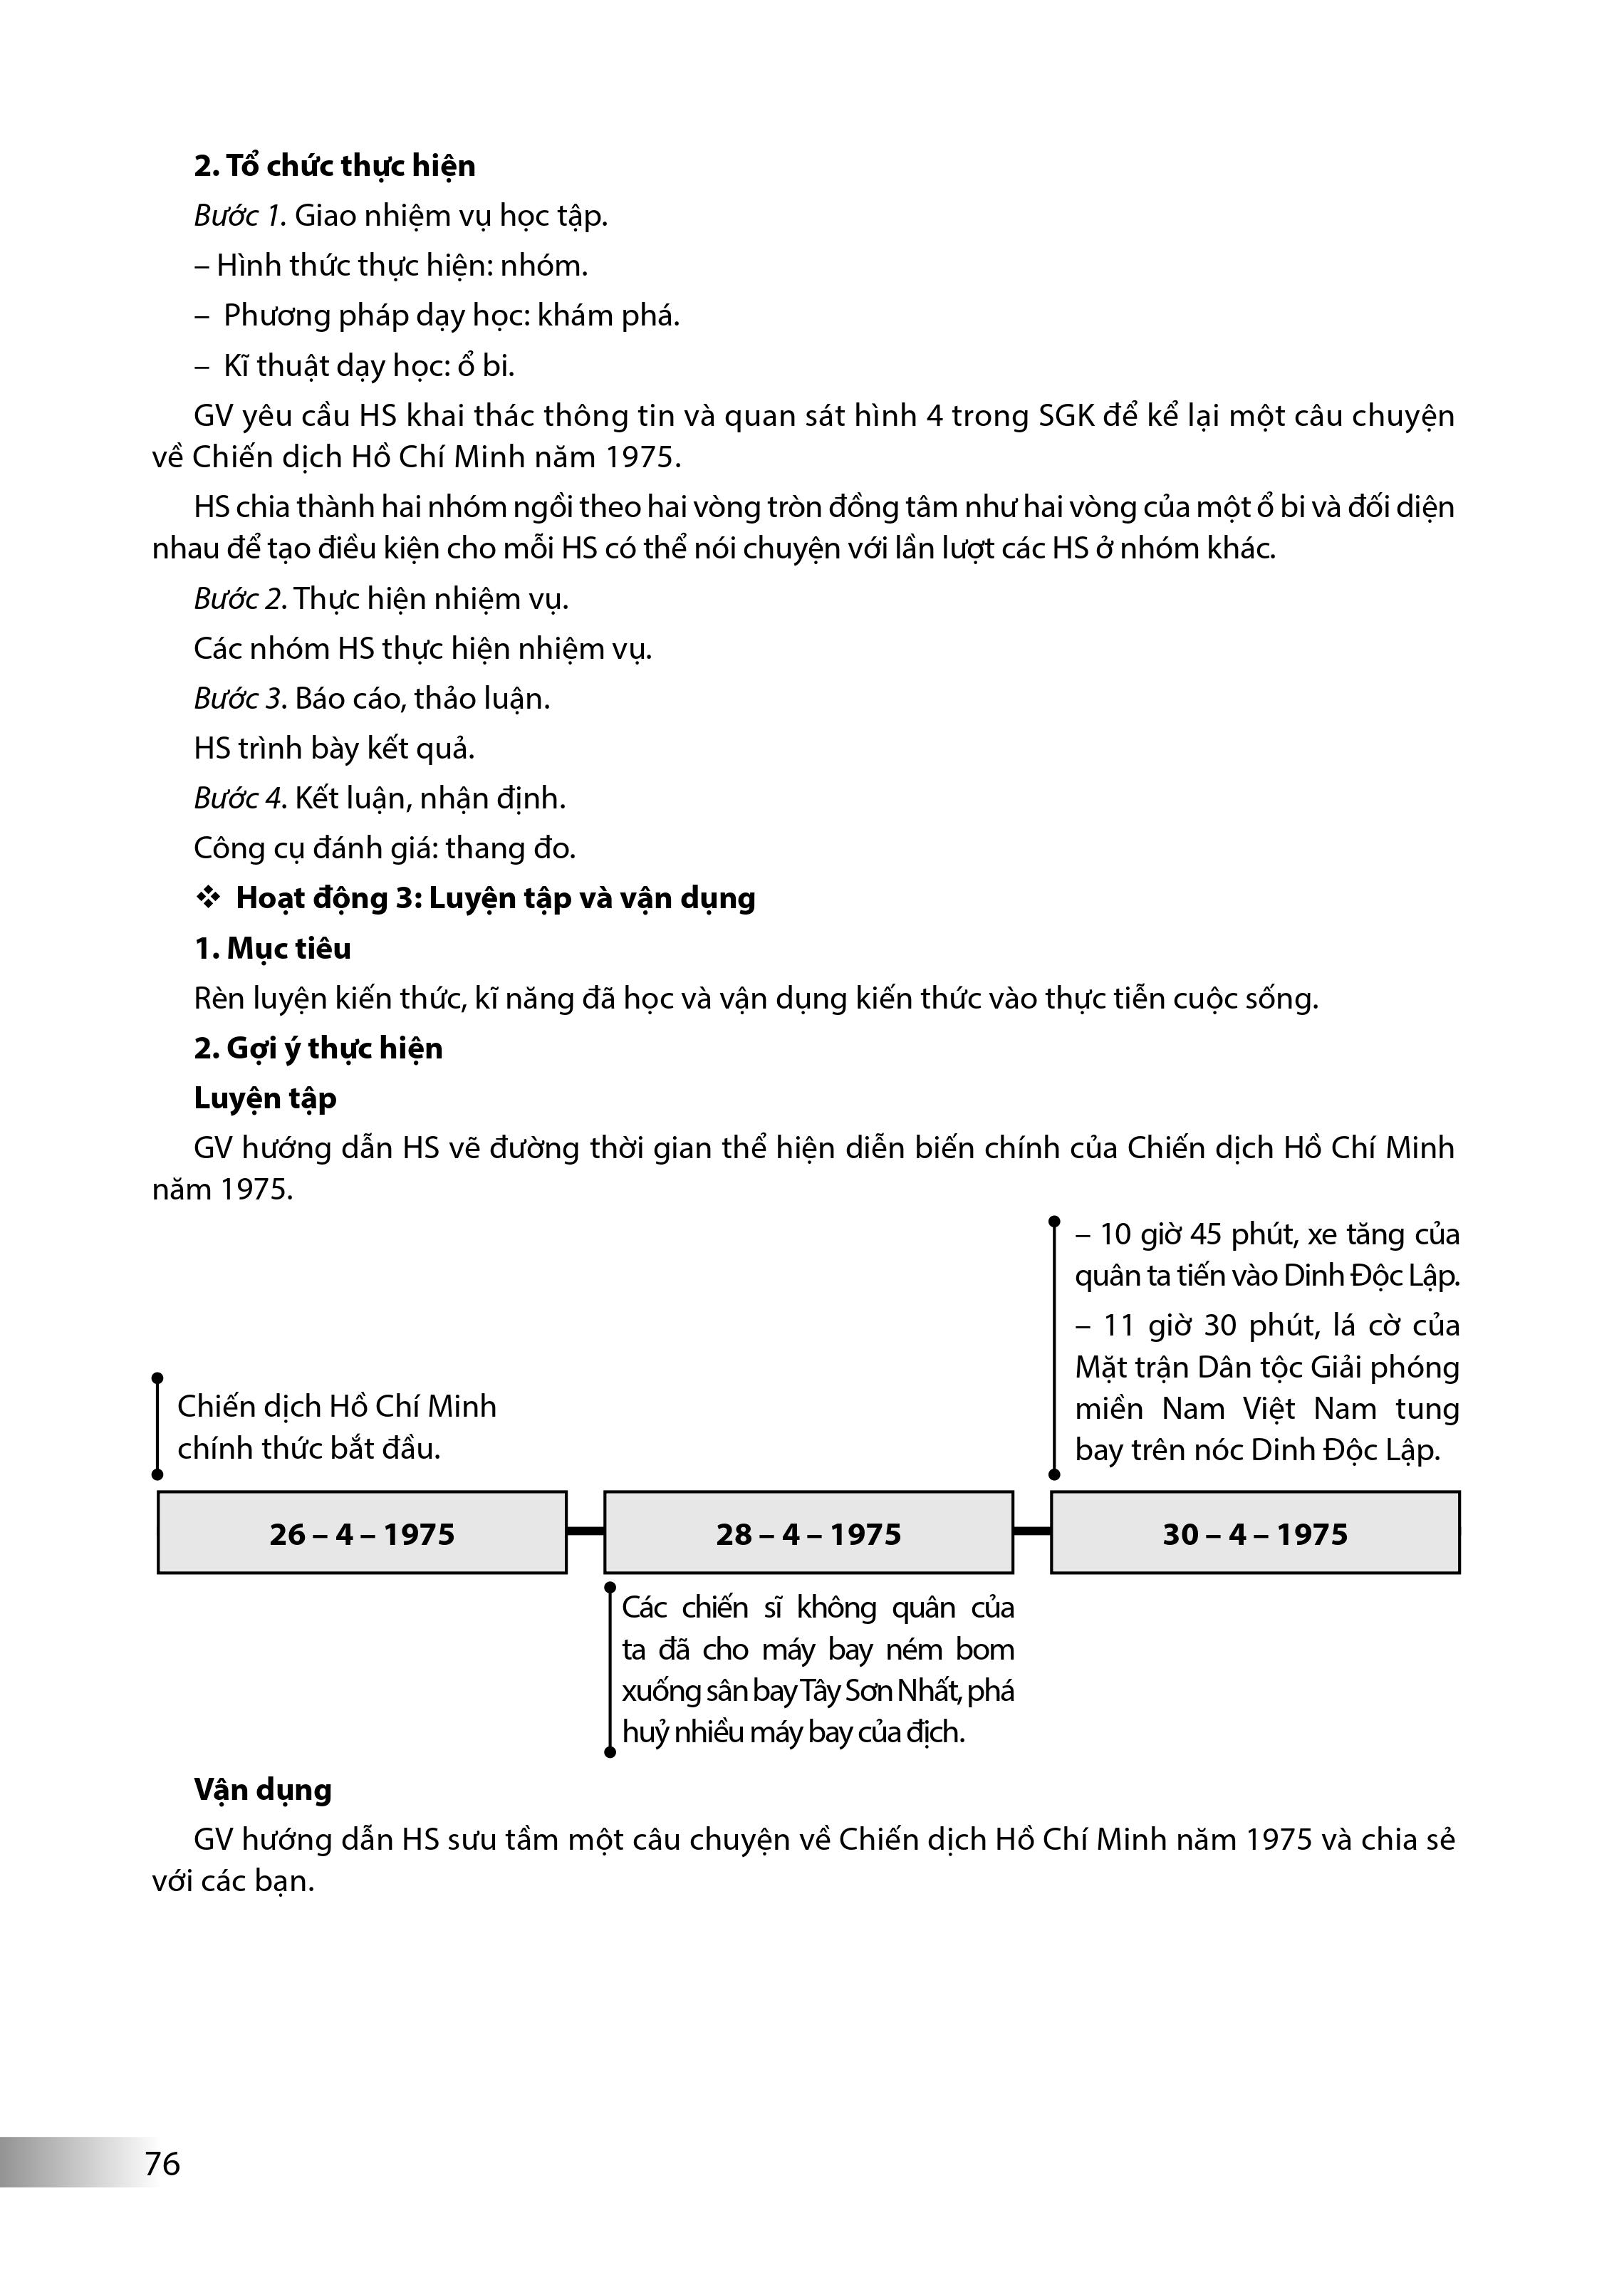 2. Tổ chức thực hiện
Bước 1. Giao nhiệm vụ học tập.
– Hình thức thực hiện: nhóm.
– Phương pháp dạy học: khám phá.
– Kĩ thuật dạy học: ổ bi.
GV yêu cầu HS khai thác thông tin và quan sát hình 4 trong SGK để kể lại một câu chuyện
về Chiến dịch Hồ Chí Minh năm 1975.
HS chia thành hai nhóm ngồi theo hai vòng tròn đồng tâm như hai vòng của một ổ bi và đối diện
nhau để tạo điều kiện cho mỗi HS có thể nói chuyện với lần lượt các HS ở nhóm khác.
Bước 2. Thực hiện nhiệm vụ.
Các nhóm HS thực hiện nhiệm vụ.
Bước 3. Báo cáo, thảo luận.
HS trình bày kết quả.
Bước 4. Kết luận, nhận định.
Công cụ đánh giá: thang đo.
❖ Hoạt động 3: Luyện tập và vận dụng
1. Mục tiêu
Rèn luyện kiến thức, kĩ năng đã học và vận dụng kiến thức vào thực tiễn cuộc sống.
2. Gợi ý thực hiện
Luyện tập
GV hướng dẫn HS vẽ đường thời gian thể hiện diễn biến chính của Chiến dịch Hồ Chí Minh
năm 1975.
– 10 giờ 45 phút, xe tăng của
quân ta tiến vào Dinh Độc Lập.
– 11 giờ 30 phút, lá cờ của
Mặt trận Dân tộc Giải phóng
miền Nam Việt Nam tung
bay trên nóc Dinh Độc Lập.
Chiến dịch Hồ Chí Minh
chính thức bắt đầu.
26 – 4 – 1975
28 – 4 – 1975
30 – 4 – 1975
Các chiến sĩ không quân của
ta đã cho máy bay ném bom
xuống sân bay Tây Sơn Nhất, phá
huỷ nhiều máy bay của địch.
Vận dụng
GV hướng dẫn HS sưu tầm một câu chuyện về Chiến dịch Hồ Chí Minh năm 1975 và chia sẻ
với các bạn.
76